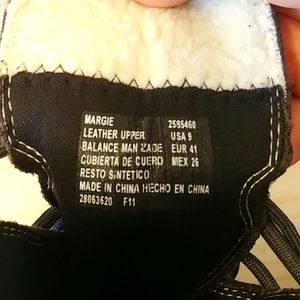 MARGIE 2595460
LEATHER UPPER USA 9
BALANCE MAN MADE EUR 41
CUBIERTA DE CUERO MEX 26
RESTO SINTETICO
MADE IN CHINA HECHO EN CHINA
28063620 F11